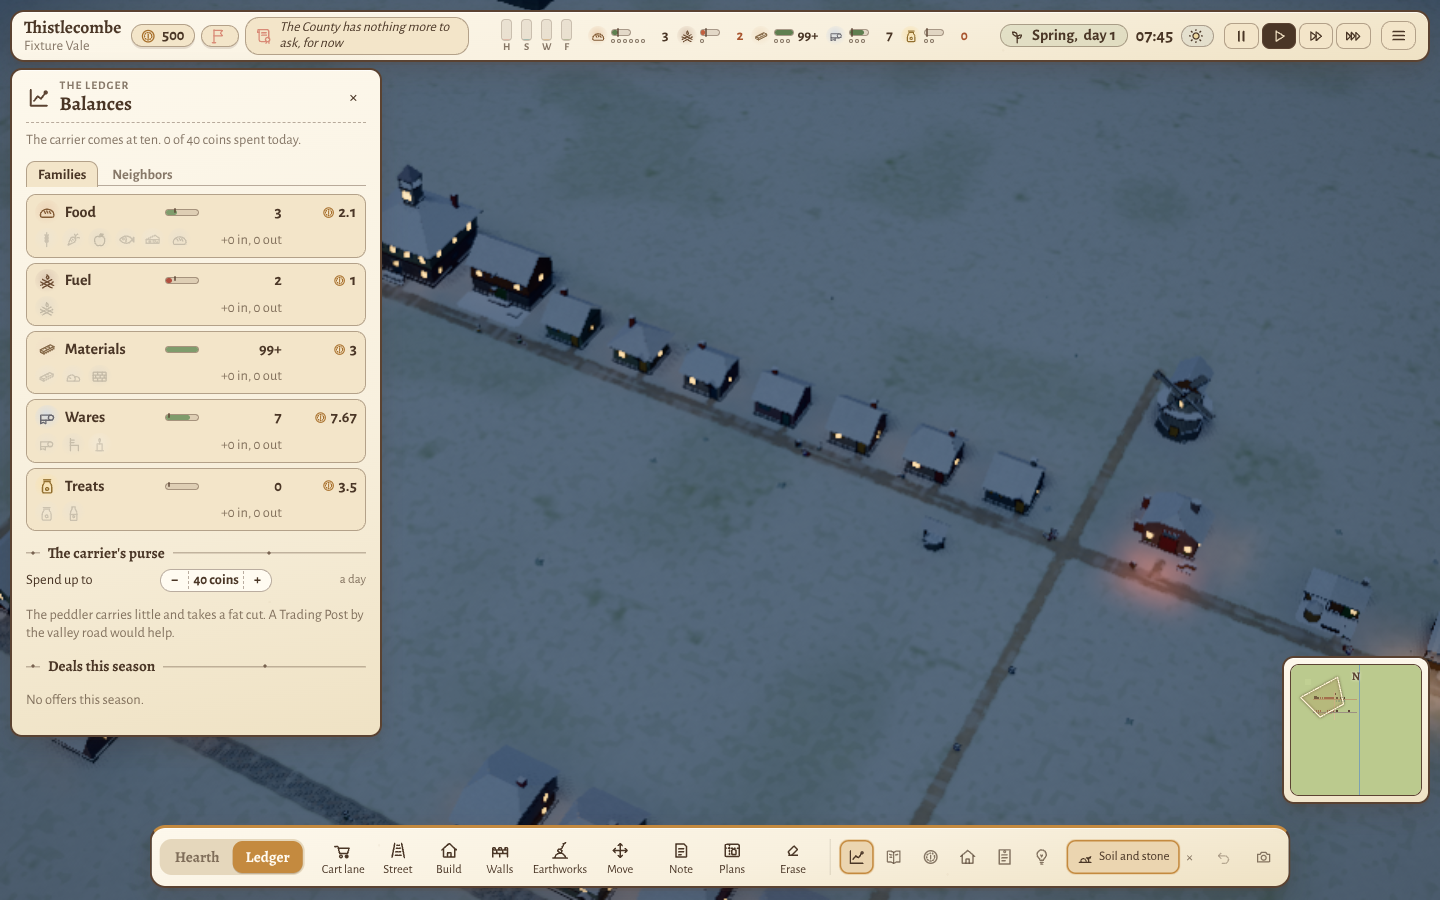 Thistlecombe
Fixture Vale
500
The County has nothing more to
ask, for now
H S W F
3
2
99+
7
0
Spring, day 1
07:45
THE LEDGER
Balances
×
The carrier comes at ten. 0 of 40 coins spent today.
Families Neighbors
Food 3 2.1
+0 in, 0 out
Fuel 2 1
+0 in, 0 out
Materials 99+ 3
+0 in, 0 out
Wares 7 7.67
+0 in, 0 out
Treats 0 3.5
+0 in, 0 out
The carrier's purse
Spend up to − 40 coins + a day
The peddler carries little and takes a fat cut. A Trading Post by
the valley road would help.
Deals this season
No offers this season.
N
Hearth Ledger
Cart lane Street Build Walls Earthworks Move Note Plans Erase
Soil and stone ×